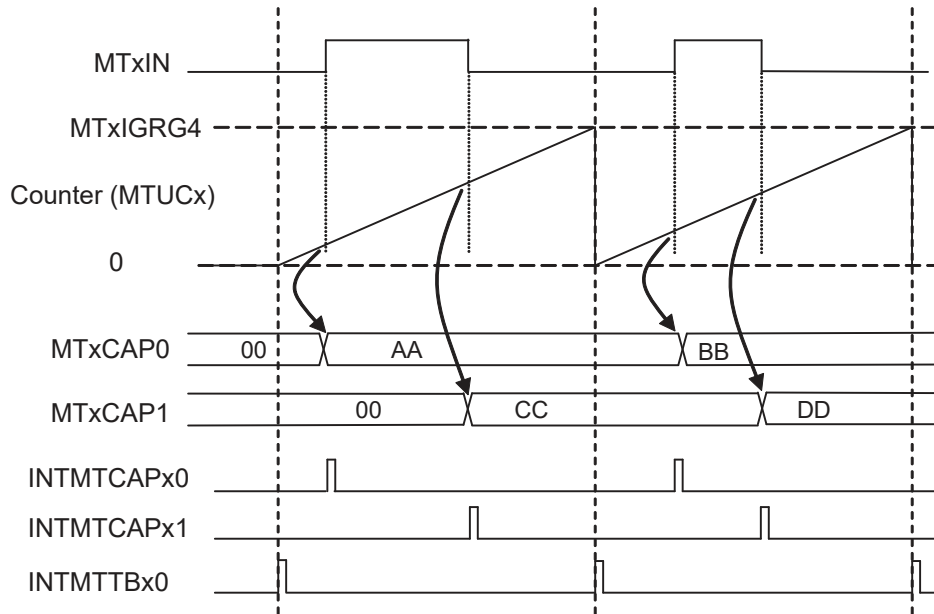 MTxIN
MTxIGRG4
Counter (MTUCx)
0
MTxCAP0 00 AA BB
MTxCAP1 00 CC DD
INTMTCAPx0
INTMTCAPx1
INTMTTBx0